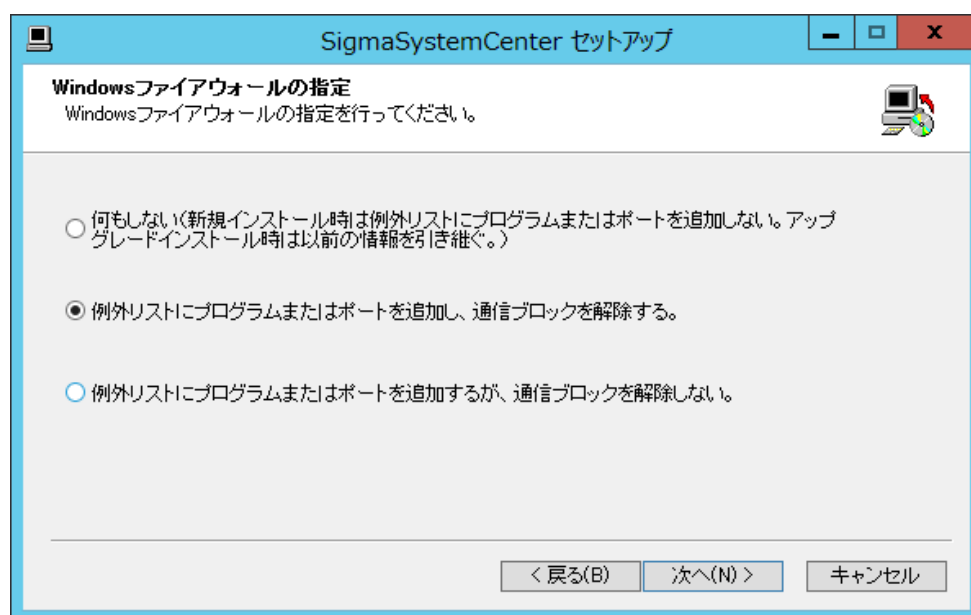 SigmaSystemCenter セットアップ
Windowsファイアウォールの指定
Windowsファイアウォールの指定を行ってください。
何もしない(新規インストール時は例外リストにプログラムまたはポートを追加しない。アップ
グレードインストール時は以前の情報を引き継ぐ。)
例外リストにプログラムまたはポートを追加し、通信ブロックを解除する。
例外リストにプログラムまたはポートを追加するが、通信ブロックを解除しない。
< 戻る(B)
次へ(N) >
キャンセル